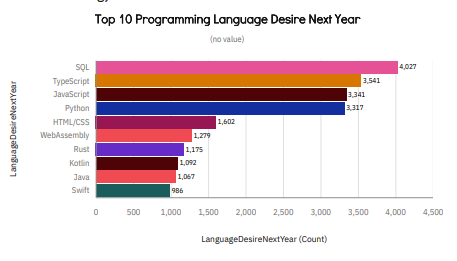 Top 10 Programming Language Desire Next Year
(no value)
LanguageDesireNextYear
SQL 4,027
TypeScript 3,541
JavaScript 3,341
Python 3,317
HTML/CSS 1,602
WebAssembly 1,279
Rust 1,175
Kotlin 1,092
Java 1,067
Swift 986
0 500 1,000 1,500 2,000 2,500 3,000 3,500 4,000 4,500
LanguageDesireNextYear (Count)